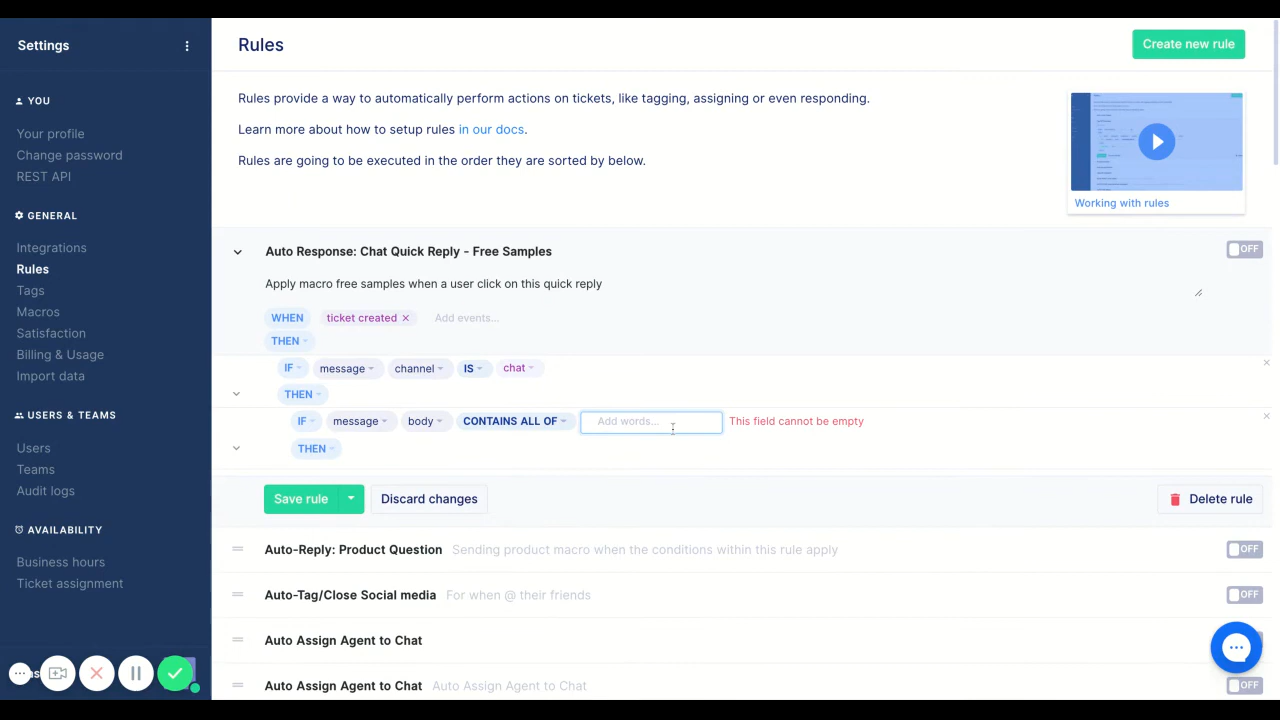 Settings
YOU
Your profile
Change password
REST API
GENERAL
Integrations
Rules
Tags
Macros
Satisfaction
Billing & Usage
Import data
USERS & TEAMS
Users
Teams
Audit logs
AVAILABILITY
Business hours
Ticket assignment
Rules
Create new rule
Rules provide a way to automatically perform actions on tickets, like tagging, assigning or even responding.
Learn more about how to setup rules in our docs.
Rules are going to be executed in the order they are sorted by below.
Working with rules
Auto Response: Chat Quick Reply - Free Samples OFF
Apply macro free samples when a user click on this quick reply
WHEN ticket created × Add events...
THEN
IF message channel IS chat ×
THEN
IF message body CONTAINS ALL OF Add words... This field cannot be empty ×
THEN
Save rule Discard changes Delete rule
Auto-Reply: Product Question Sending product macro when the conditions within this rule apply OFF
Auto-Tag/Close Social media For when @ their friends OFF
Auto Assign Agent to Chat
Auto Assign Agent to Chat Auto Assign Agent to Chat OFF